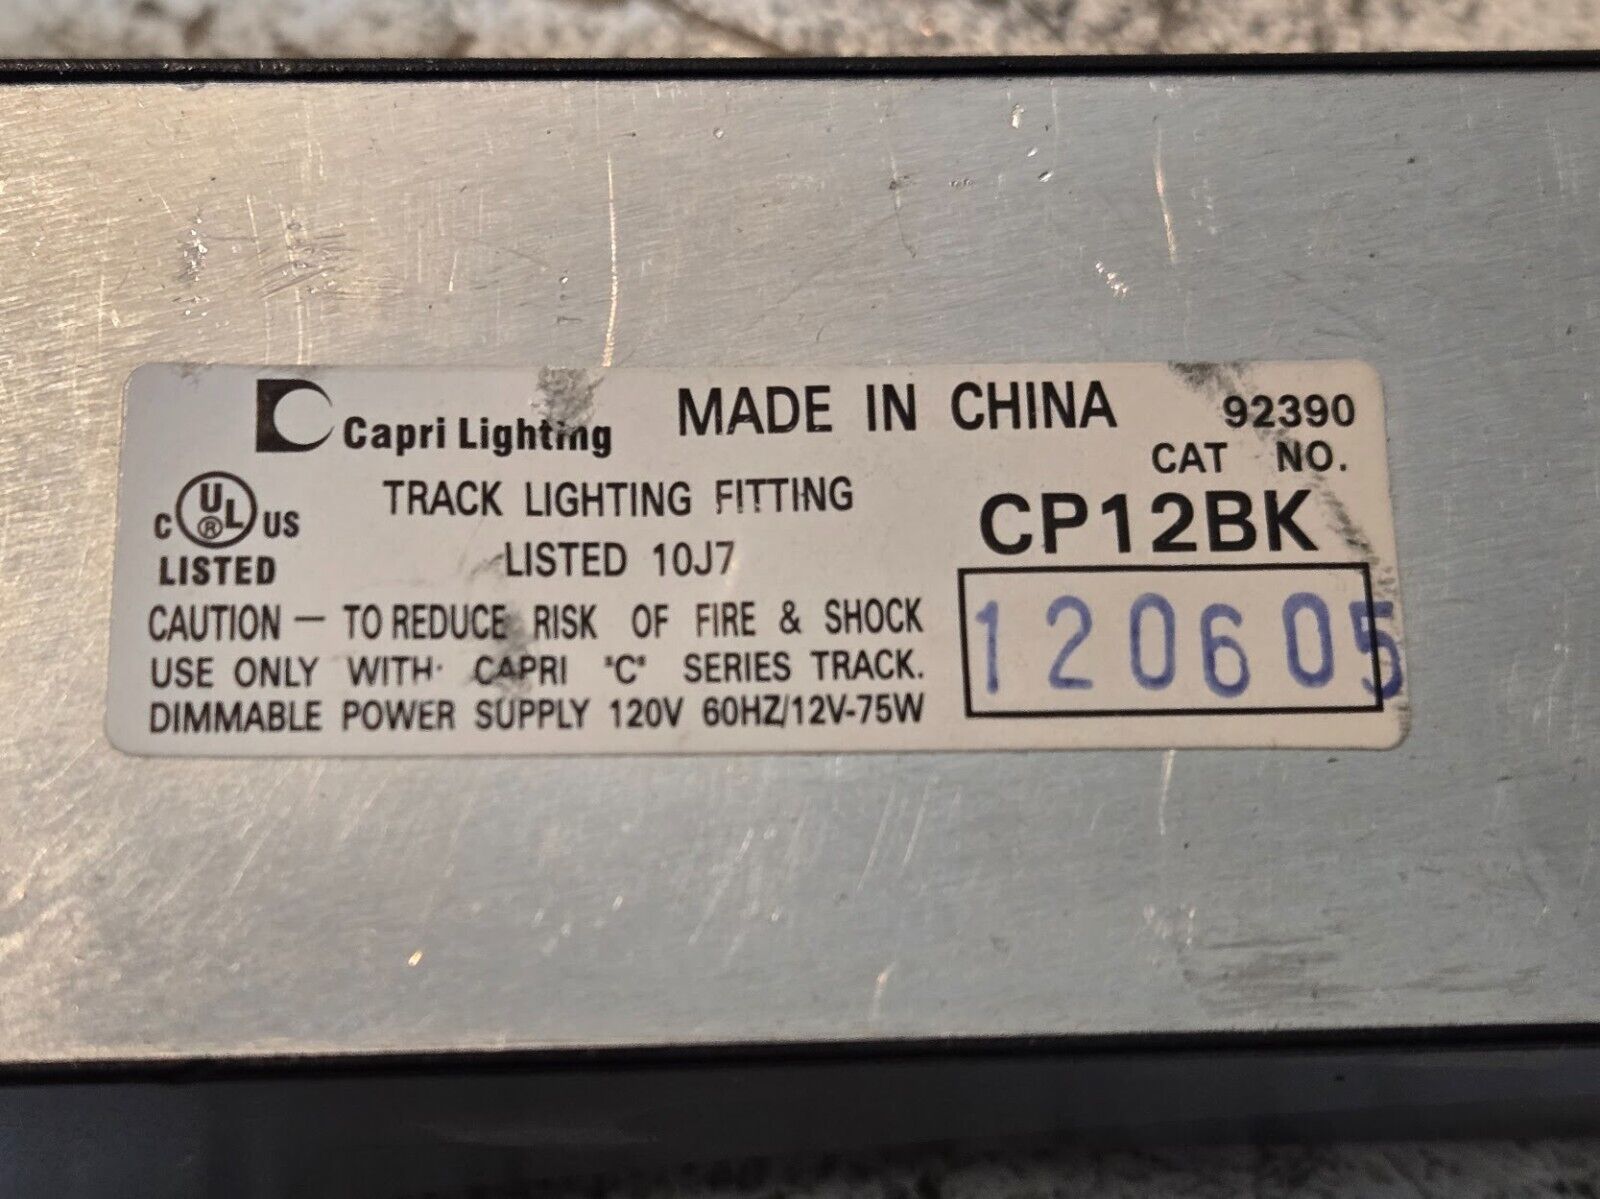 Capri Lighting MADE IN CHINA 92390
CAT NO.
C UL ® US TRACK LIGHTING FITTING CP12BK
LISTED LISTED 10J7
CAUTION — TO REDUCE RISK OF FIRE & SHOCK
USE ONLY WITH CAPRI "C" SERIES TRACK.
DIMMABLE POWER SUPPLY 120V 60HZ/12V-75W
120605